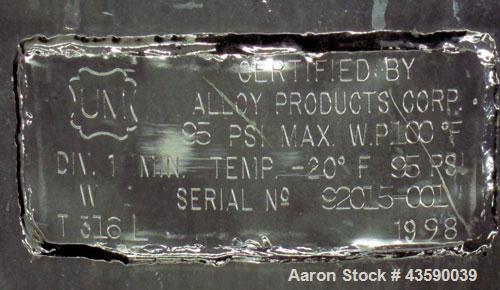 CERTIFIED BY
UM
ALLOY PRODUCTS CORP.
95 PSI MAX. W.P. 100 °F
DIV. 1 MIN. TEMP. -20° F 95 PSI
W SERIAL Nº 92015-001
T 316 L 1998
Aaron Stock # 43590039